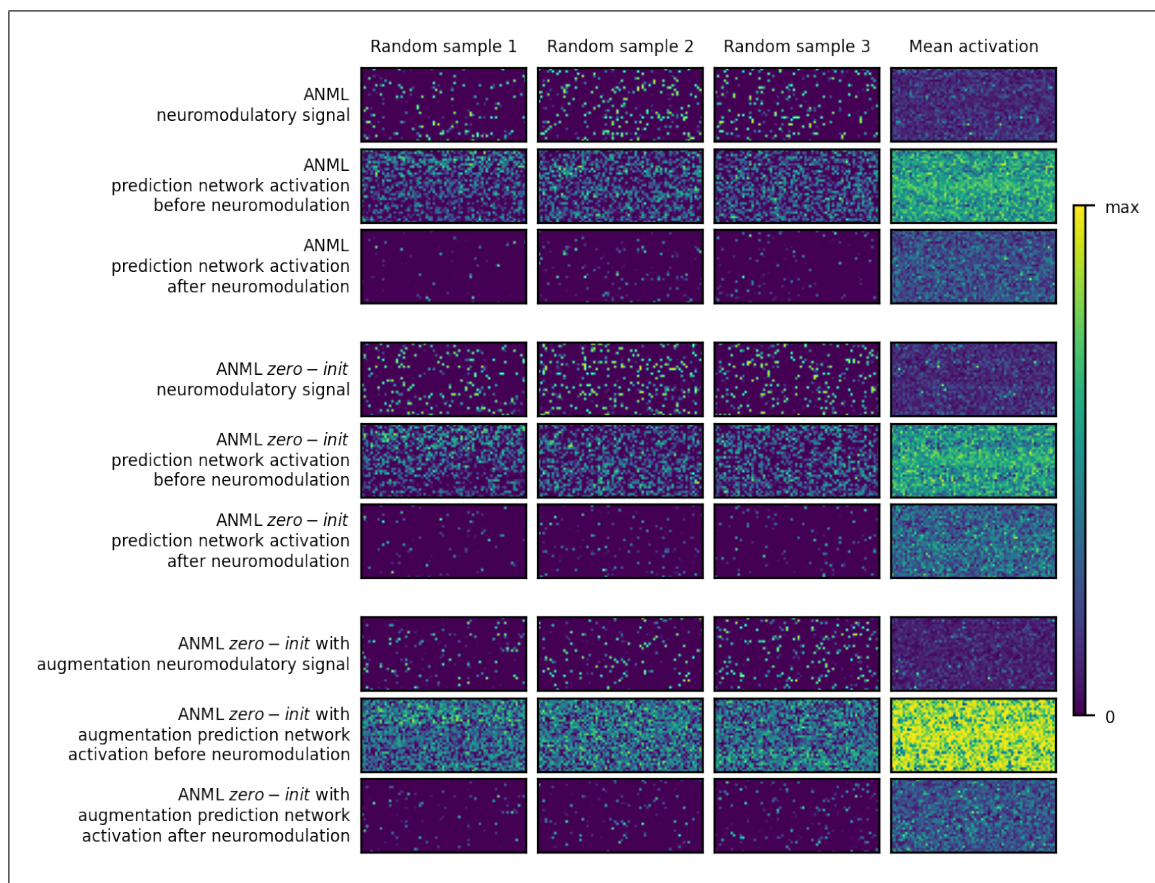 Random sample 1
Random sample 2
Random sample 3
Mean activation
ANML
neuromodulatory signal
ANML
prediction network activation
before neuromodulation
ANML
prediction network activation
after neuromodulation
max
ANML zero − init
neuromodulatory signal
ANML zero − init
prediction network activation
before neuromodulation
ANML zero − init
prediction network activation
after neuromodulation
ANML zero − init with
augmentation neuromodulatory signal
ANML zero − init with
augmentation prediction network
activation before neuromodulation
0
ANML zero − init with
augmentation prediction network
activation after neuromodulation